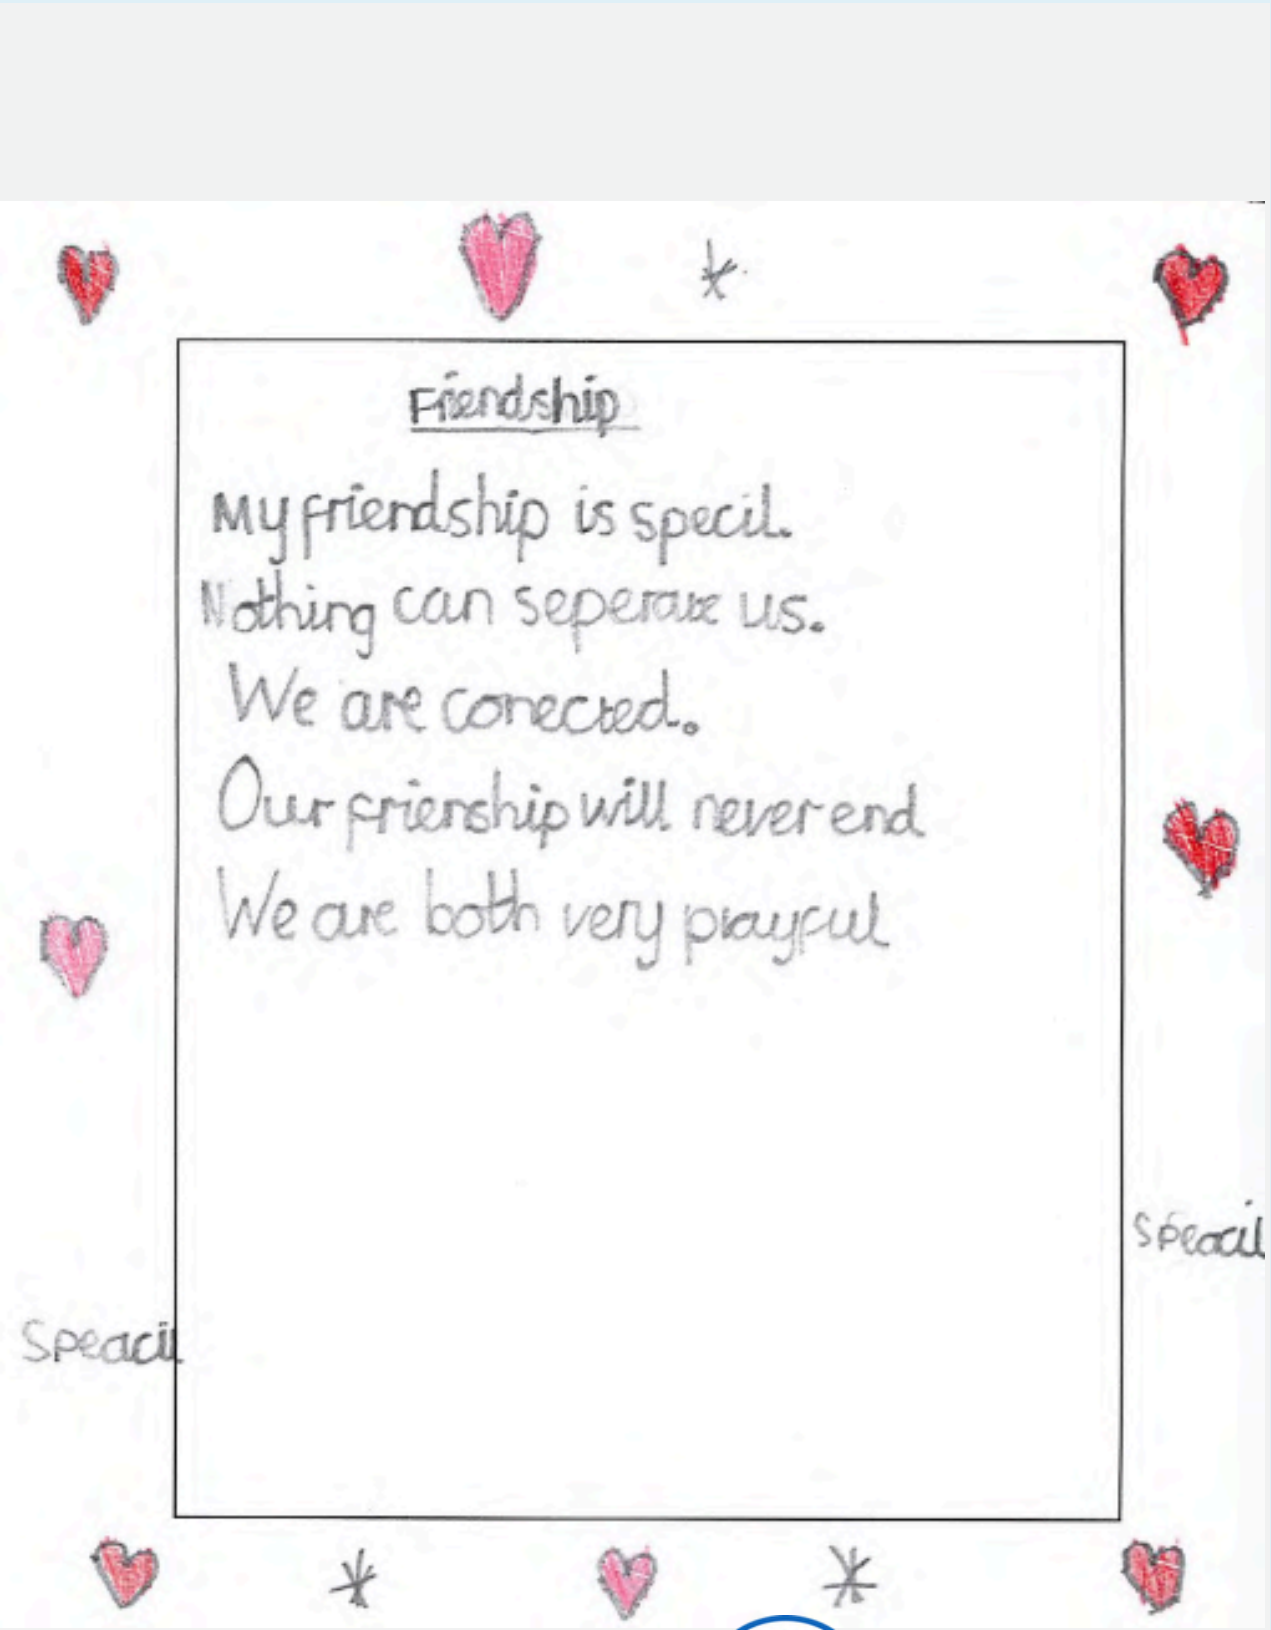 Friendship
My friendship is specil.
Nothing can seperate us.
We are conected.
Our frienship will never end
We are both very playful
Speacil
Speacil